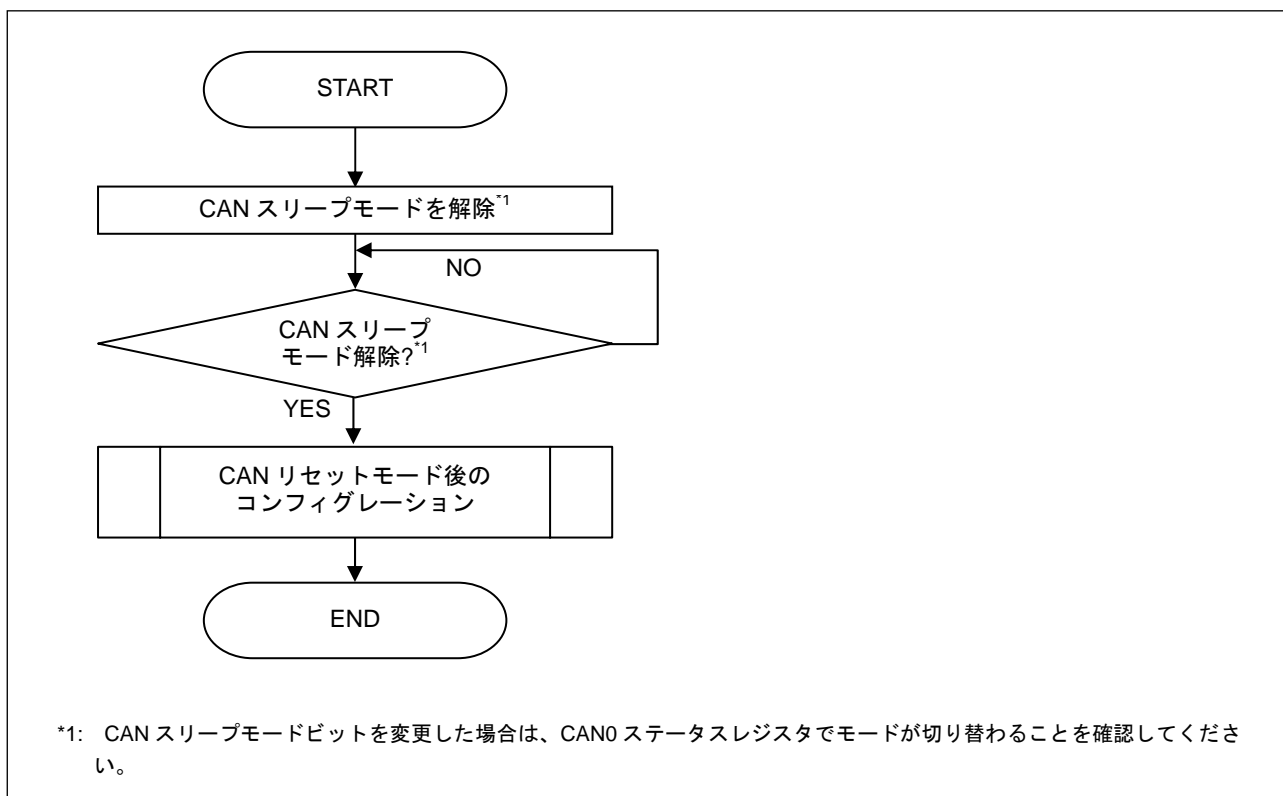 START
CAN スリープモードを解除*1
NO
CAN スリープ
モード解除?*1
YES
CAN リセットモード後の
コンフィグレーション
END
*1: CAN スリープモードビットを変更した場合は、CAN0 ステータスレジスタでモードが切り替わることを確認してくださ
い。